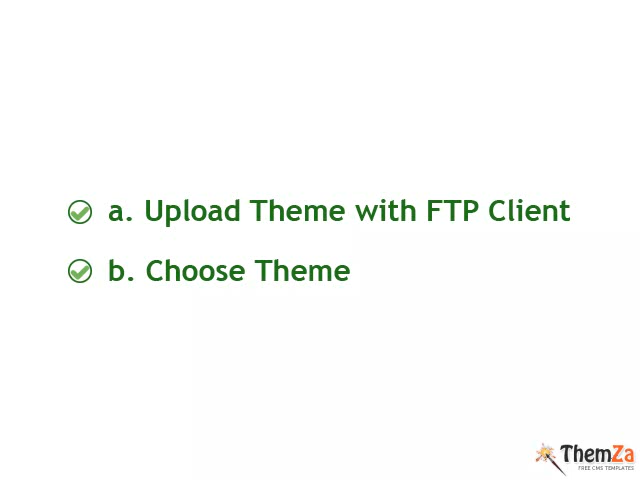 a. Upload Theme with FTP Client
b. Choose Theme
ThemZa
FREE CMS TEMPLATES